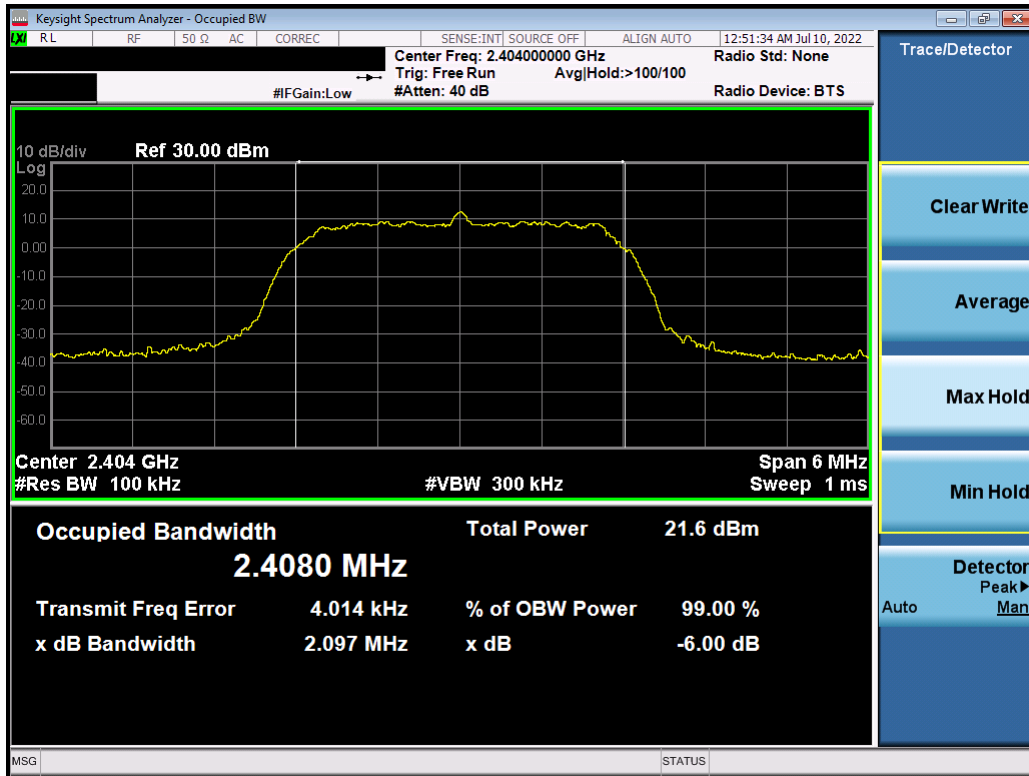 Keysight Spectrum Analyzer - Occupied BW
LXI RL RF 50 Ω AC CORREC SENSE:INT SOURCE OFF ALIGN AUTO 12:51:34 AM Jul 10, 2022
Center Freq: 2.404000000 GHz Radio Std: None
Trig: Free Run Avg|Hold:>100/100
#IFGain:Low #Atten: 40 dB Radio Device: BTS
10 dB/div Ref 30.00 dBm
Log
20.0
10.0
0.00
-10.0
-20.0
-30.0
-40.0
-50.0
-60.0
Center 2.404 GHz Span 6 MHz
#Res BW 100 kHz #VBW 300 kHz Sweep 1 ms
Occupied Bandwidth Total Power 21.6 dBm
2.4080 MHz
Transmit Freq Error 4.014 kHz % of OBW Power 99.00 %
x dB Bandwidth 2.097 MHz x dB -6.00 dB
Trace/Detector
Clear Write
Average
Max Hold
Min Hold
Detector
Peak
Auto Man
MSG STATUS